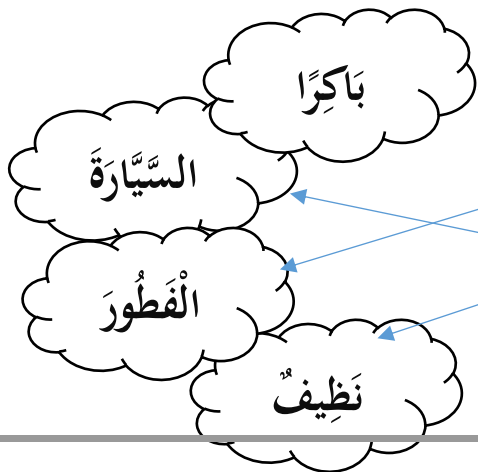 بَاكِرًا
السَّيَّارَةَ
الْفَطُورَ
نَظِيفٌ